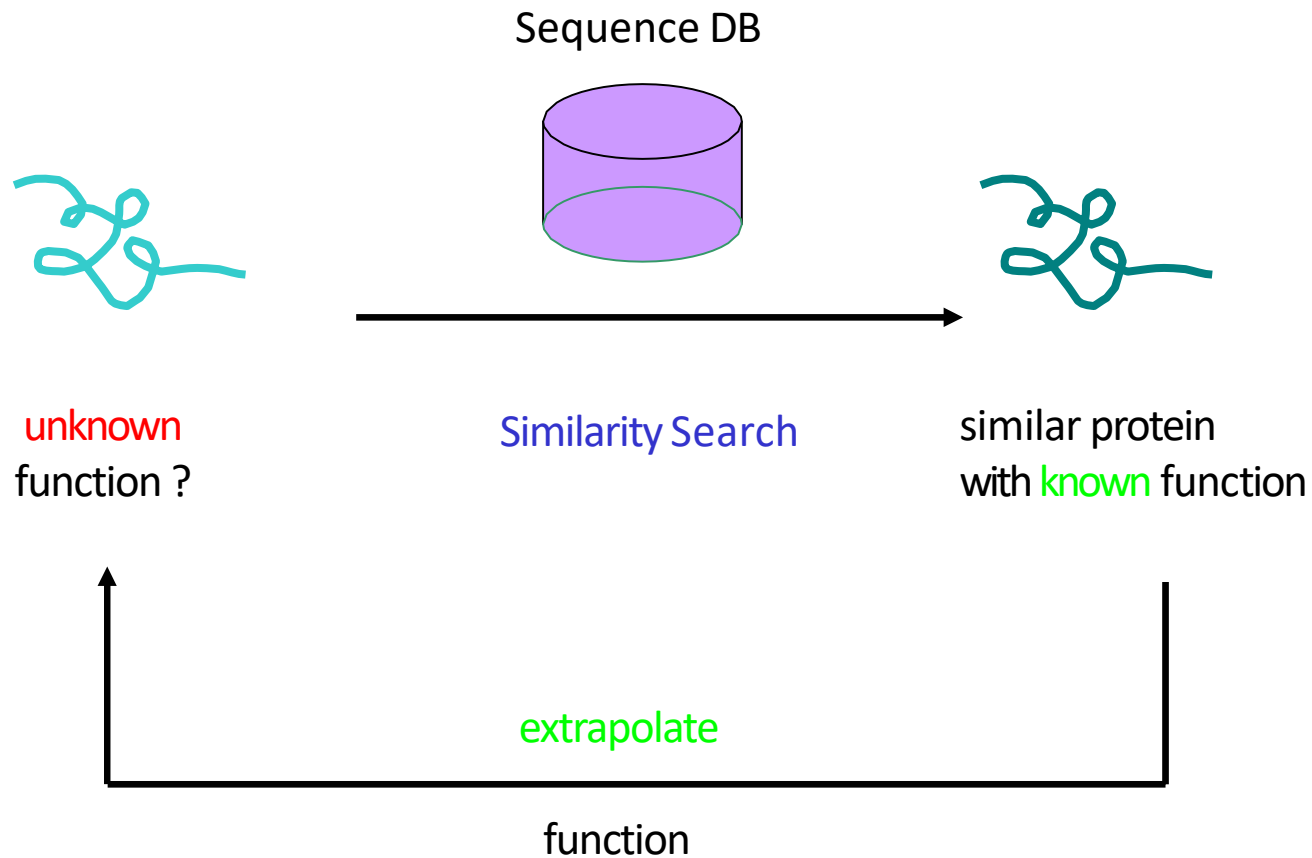 Sequence DB
unknown
function ?
Similarity Search
similar protein
with known function
extrapolate
function